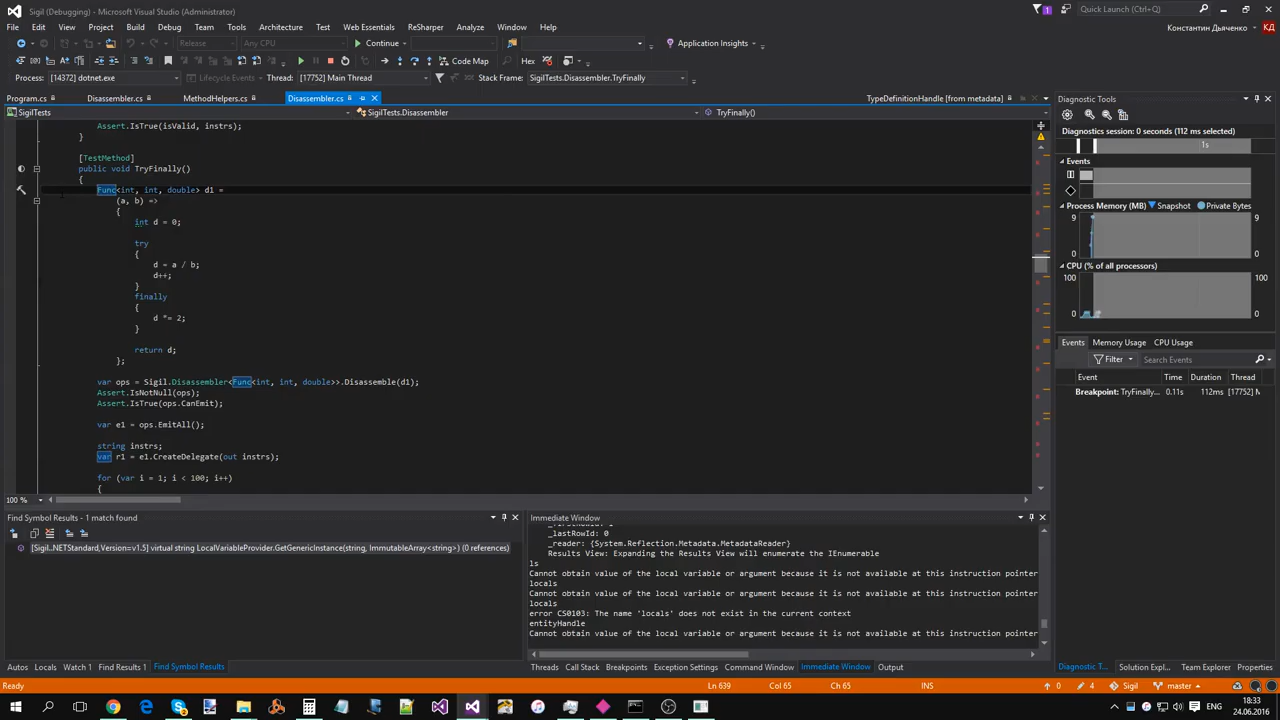 Sigil (Debugging) - Microsoft Visual Studio (Administrator)
1
Quick Launch (Ctrl+Q)
File Edit View Project Build Debug Team Tools Test Web Essentials ReSharper Analyze Window Help
Константин Дьяченко КД
Release Any CPU Continue Application Insights
Code Map Hex
Process: [14372] dotnet.exe Lifecycle Events Thread: [17752] Main Thread Stack Frame: SigilTests.Disassembler.TryFinally
Program.cs Disassembler.cs MethodHelpers.cs Disassembler.cs TypeDefinitionHandle [from metadata]
SigilTests SigilTests.Disassembler TryFinally()
Assert.IsTrue(isValid, instrs);
}
[TestMethod]
public void TryFinally()
{
Func<int, int, double> d1 =
(a, b) =>
{
int d = 0;
try
{
d = a / b;
d++;
}
finally
{
d *= 2;
}
return d;
};
var ops = Sigil.Disassembler<Func<int, int, double>>.Disassemble(d1);
Assert.IsNotNull(ops);
Assert.IsTrue(ops.CanEmit);
var e1 = ops.EmitAll();
string instrs;
var r1 = e1.CreateDelegate(out instrs);
for (var i = 1; i < 100; i++)
{
100 %
Diagnostic Tools
Diagnostics session: 0 seconds (112 ms selected)
1s
Events
Process Memory (MB) Snapshot Private Bytes
9 9
0 0
CPU (% of all processors)
100 100
0 0
Events Memory Usage CPU Usage
Filter Search Events
Event Time Duration Thread
Breakpoint: TryFinally... 0.11s 112ms [17752] M
Find Symbol Results - 1 match found
[Sigil..NETStandard,Version=v1.5] virtual string LocalVariableProvider.GetGenericInstance(string, ImmutableArray<string>) (0 references)
Immediate Window
_lastRowId: 0
_reader: {System.Reflection.Metadata.MetadataReader}
Results View: Expanding the Results View will enumerate the IEnumerable
ls
Cannot obtain value of the local variable or argument because it is not available at this instruction pointer
locals
Cannot obtain value of the local variable or argument because it is not available at this instruction pointer
locals
error CS0103: The name 'locals' does not exist in the current context
entityHandle
Cannot obtain value of the local variable or argument because it is not available at this instruction pointer
Autos Locals Watch 1 Find Results 1 Find Symbol Results
Threads Call Stack Breakpoints Exception Settings Command Window Immediate Window Output
Diagnostic T... Solution Expl... Team Explorer Properties
Ready Ln 639 Col 65 Ch 65 INS 0 4 Sigil master
18:33
24.06.2016